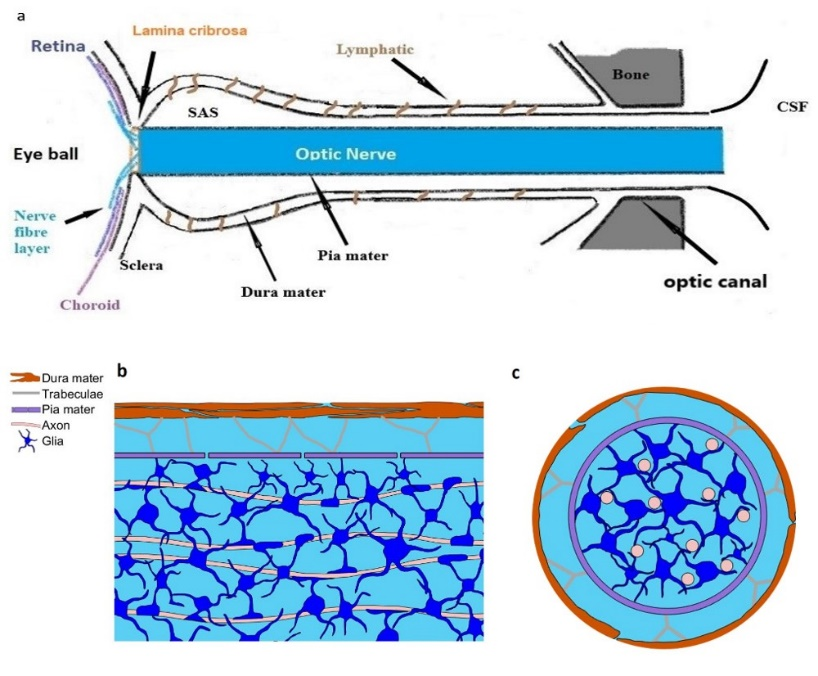 a
Lamina cribrosa
Retina
Lymphatic
Bone
SAS
CSF
Eye ball
Optic Nerve
Nerve
fibre
layer
Pia mater
Sclera
Dura mater
optic canal
Choroid
b
c
Dura mater
Trabeculae
Pia mater
Axon
Glia